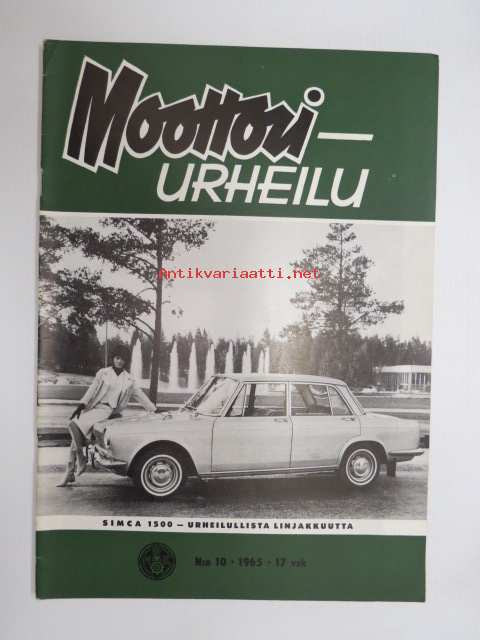 Moottori–
URHEILU
Antikvariaatti.net
SIMCA 1500 – URHEILULLISTA LINJAKKUUTTA
N:o 10 • 1965 • 17 vsk